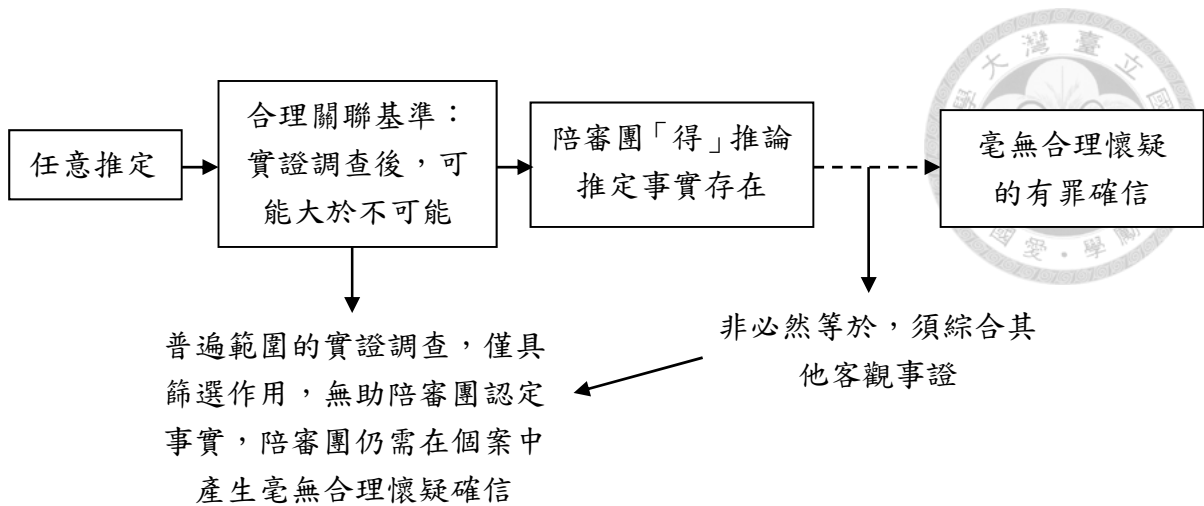 任意推定
合理關聯基準：
實證調查後，可
能大於不可能
陪審團「得」推論
推定事實存在
毫無合理懷疑
的有罪確信
普遍範圍的實證調查，僅具
篩選作用，無助陪審團認定
事實，陪審團仍需在個案中
產生毫無合理懷疑確信
非必然等於，須綜合其
他客觀事證